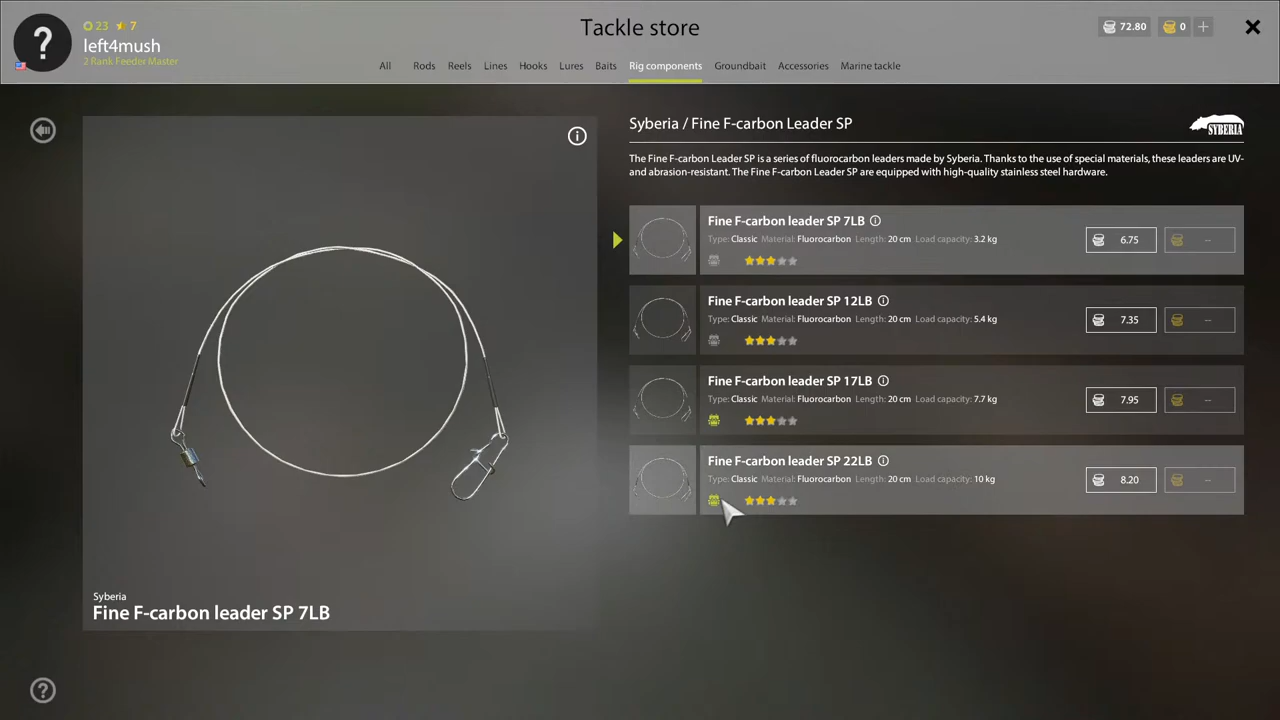 ?
23 7
left4mush
2 Rank Feeder Master
Tackle store
72.80
0 +
All Rods Reels Lines Hooks Lures Baits Rig components Groundbait Accessories Marine tackle
Syberia / Fine F-carbon Leader SP
SYBERIA
The Fine F-carbon Leader SP is a series of fluorocarbon leaders made by Syberia. Thanks to the use of special materials, these leaders are UV-
and abrasion-resistant. The Fine F-carbon Leader SP are equipped with high-quality stainless steel hardware.
Fine F-carbon leader SP 7LB
Type: Classic Material: Fluorocarbon Length: 20 cm Load capacity: 3.2 kg
6.75 --
Fine F-carbon leader SP 12LB
Type: Classic Material: Fluorocarbon Length: 20 cm Load capacity: 5.4 kg
7.35 --
Fine F-carbon leader SP 17LB
Type: Classic Material: Fluorocarbon Length: 20 cm Load capacity: 7.7 kg
7.95 --
Fine F-carbon leader SP 22LB
Type: Classic Material: Fluorocarbon Length: 20 cm Load capacity: 10 kg
8.20 --
Syberia
Fine F-carbon leader SP 7LB
?